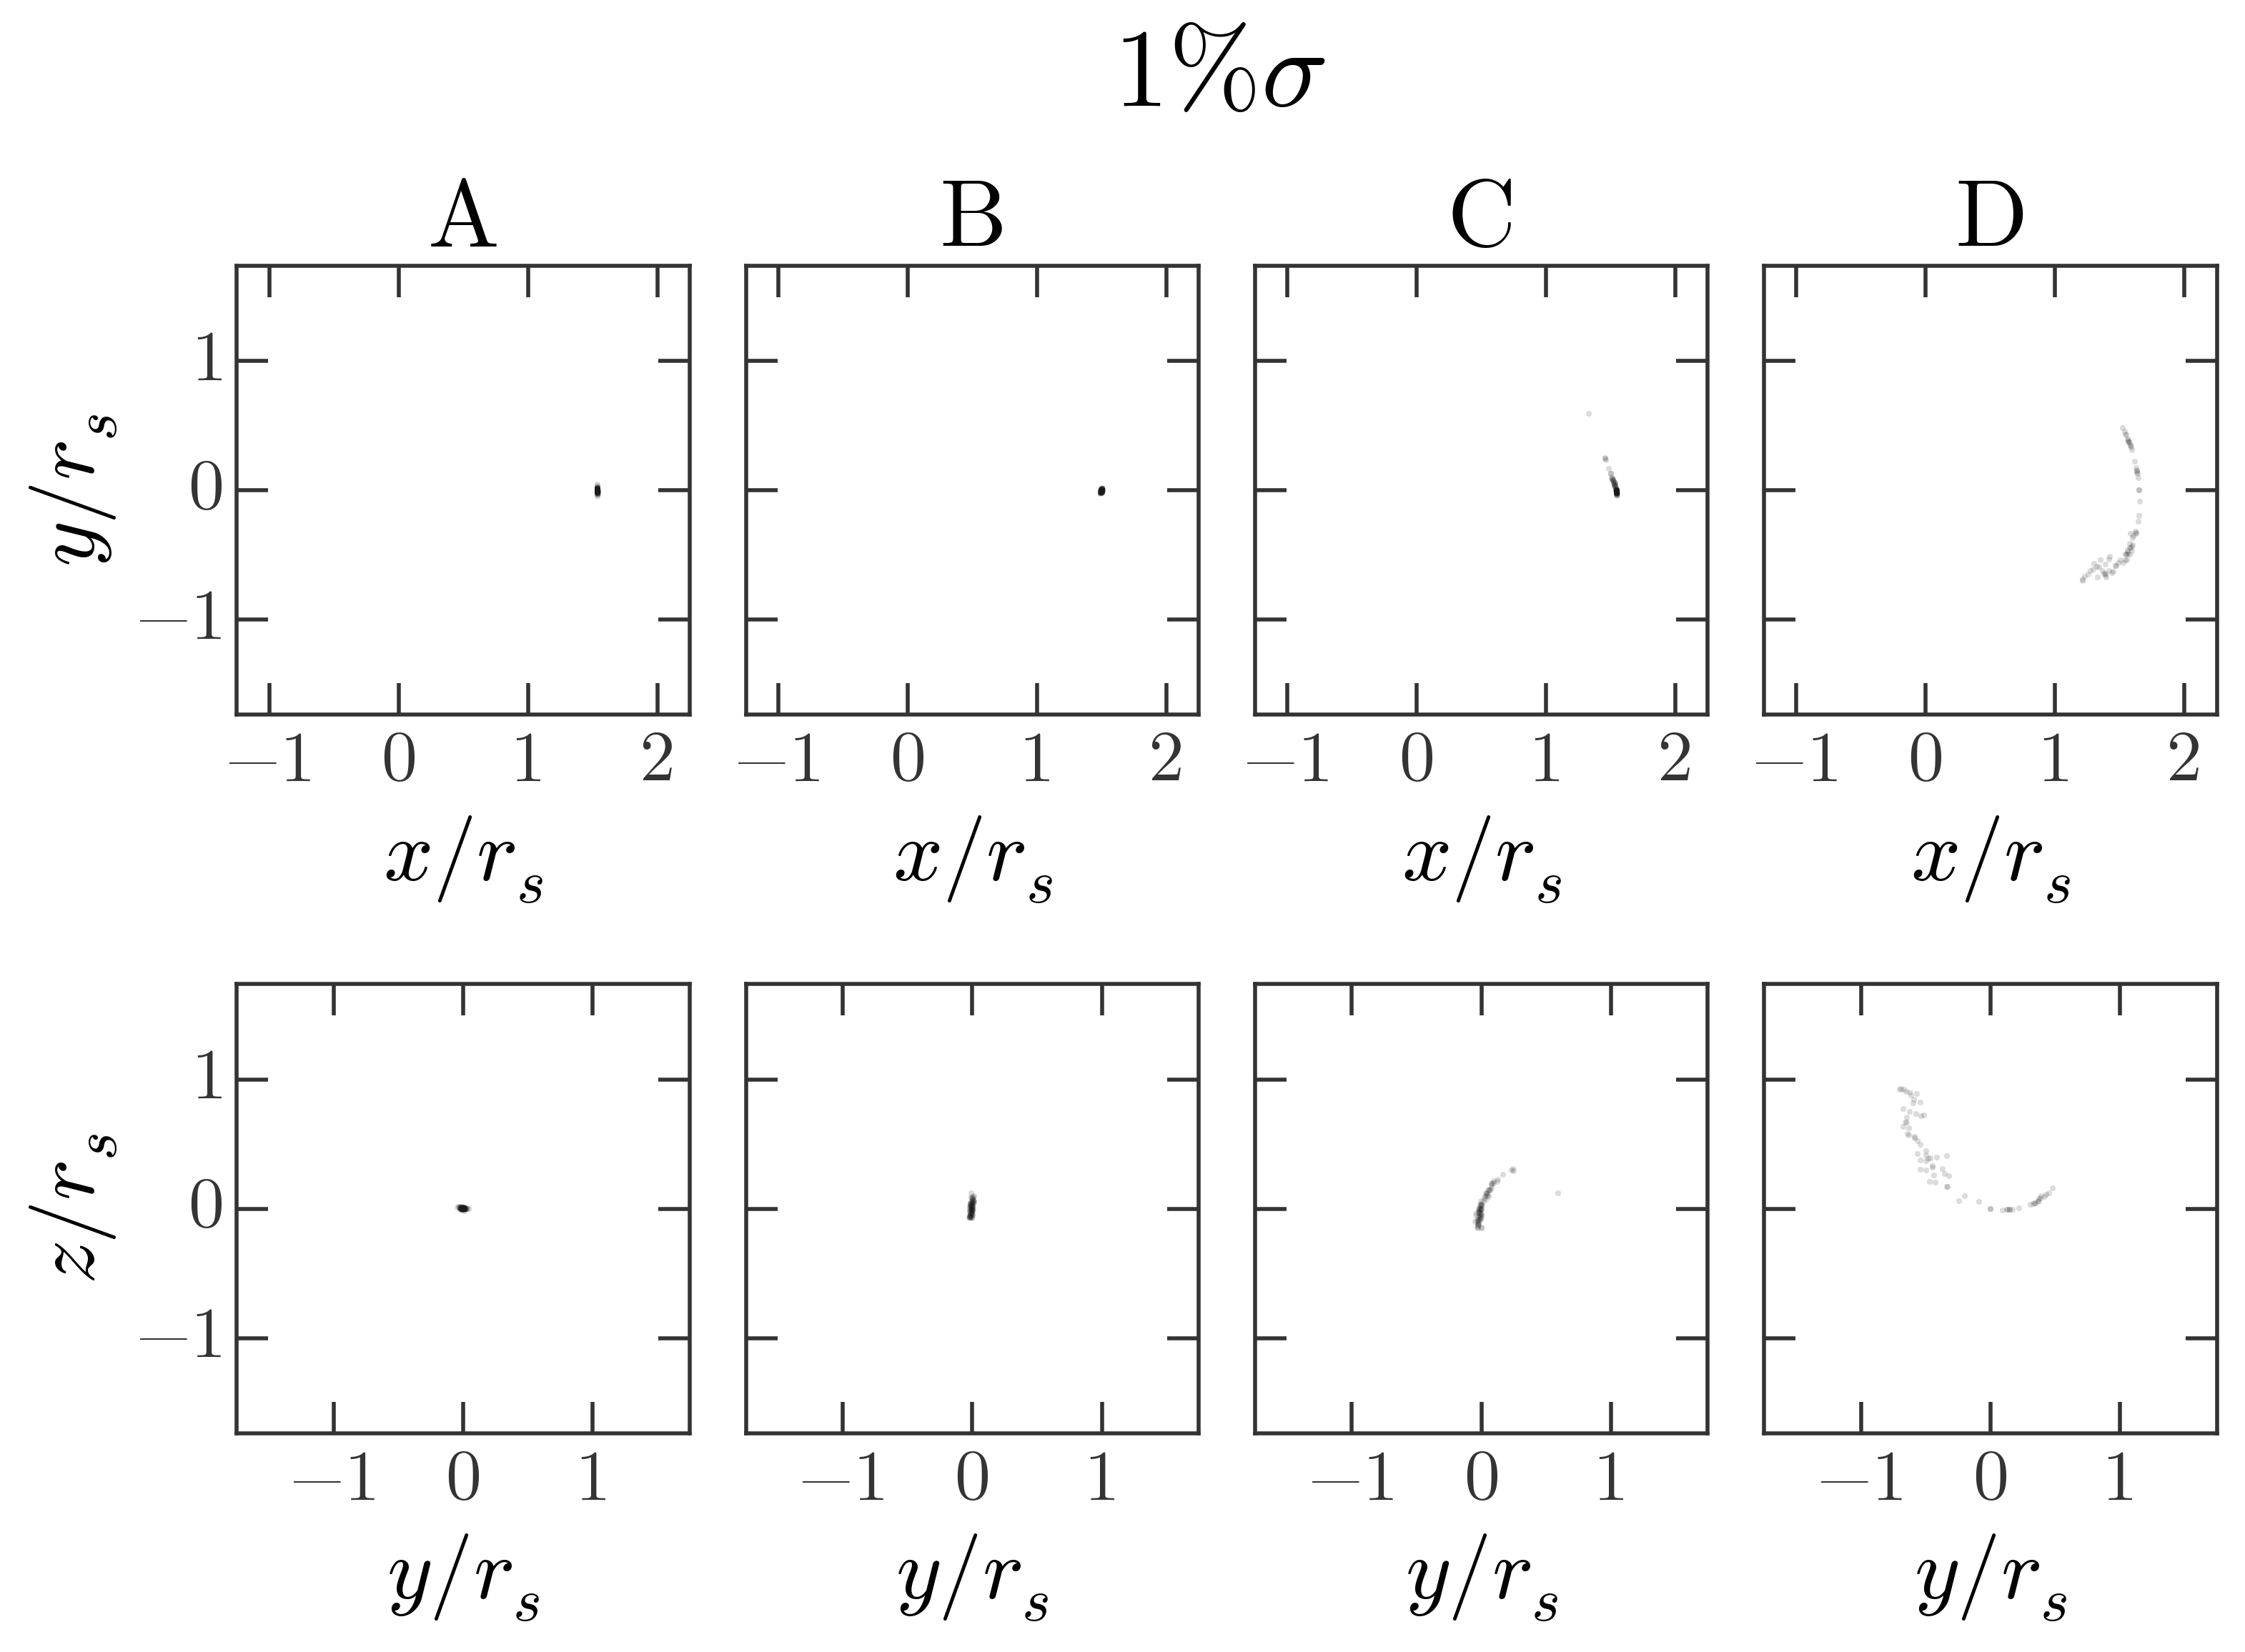 1%σ
A B C D
y/r_s
1
0
−1
−1 0 1 2 −1 0 1 2 −1 0 1 2 −1 0 1 2
x/r_s x/r_s x/r_s x/r_s
z/r_s
1
0
−1
−1 0 1 −1 0 1 −1 0 1 −1 0 1
y/r_s y/r_s y/r_s y/r_s